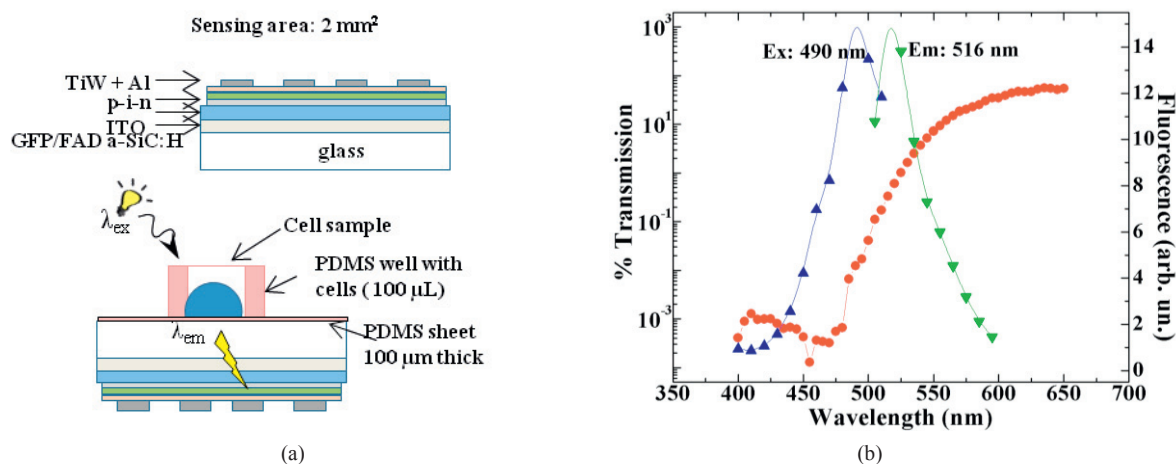 Sensing area: 2 mm²
TiW + Al
p-i-n
ITO
GFP/FAD a-SiC:H
glass
λex
Cell sample
PDMS well with
cells (100 μL)
λem
PDMS sheet
100 μm thick
(a)
% Transmission
10³
10¹
10⁻¹
10⁻³
Ex: 490 nm
Em: 516 nm
14
12
10
8
6
4
2
0
Fluorescence (arb. un.)
350 400 450 500 550 600 650 700
Wavelength (nm)
(b)